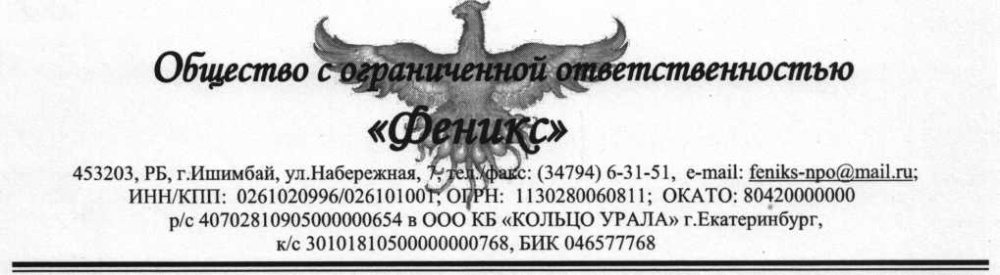 Общество с ограниченной ответственностью
«Феникс»
453203, РБ, г.Ишимбай, ул.Набережная, 7, тел./факс: (34794) 6-31-51, e-mail: feniks-npo@mail.ru;
ИНН/КПП: 0261020996/026101001; ОГРН: 1130280060811; ОКАТО: 80420000000
р/с 40702810905000000654 в ООО КБ «КОЛЬЦО УРАЛА» г.Екатеринбург,
к/с 30101810500000000768, БИК 046577768